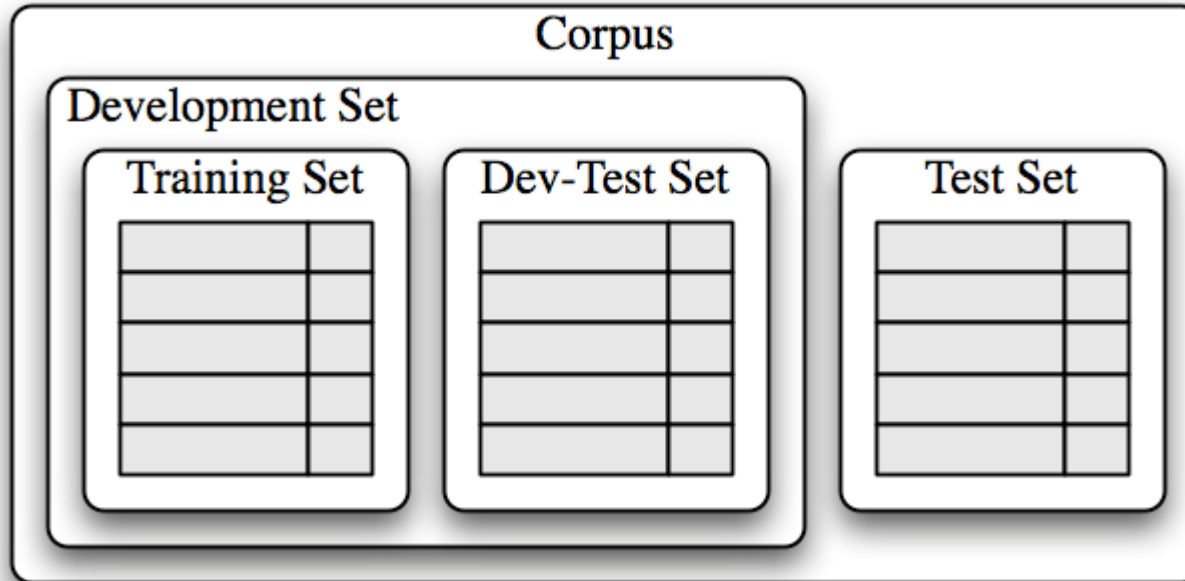 Corpus
Development Set
Training Set
Dev-Test Set
Test Set